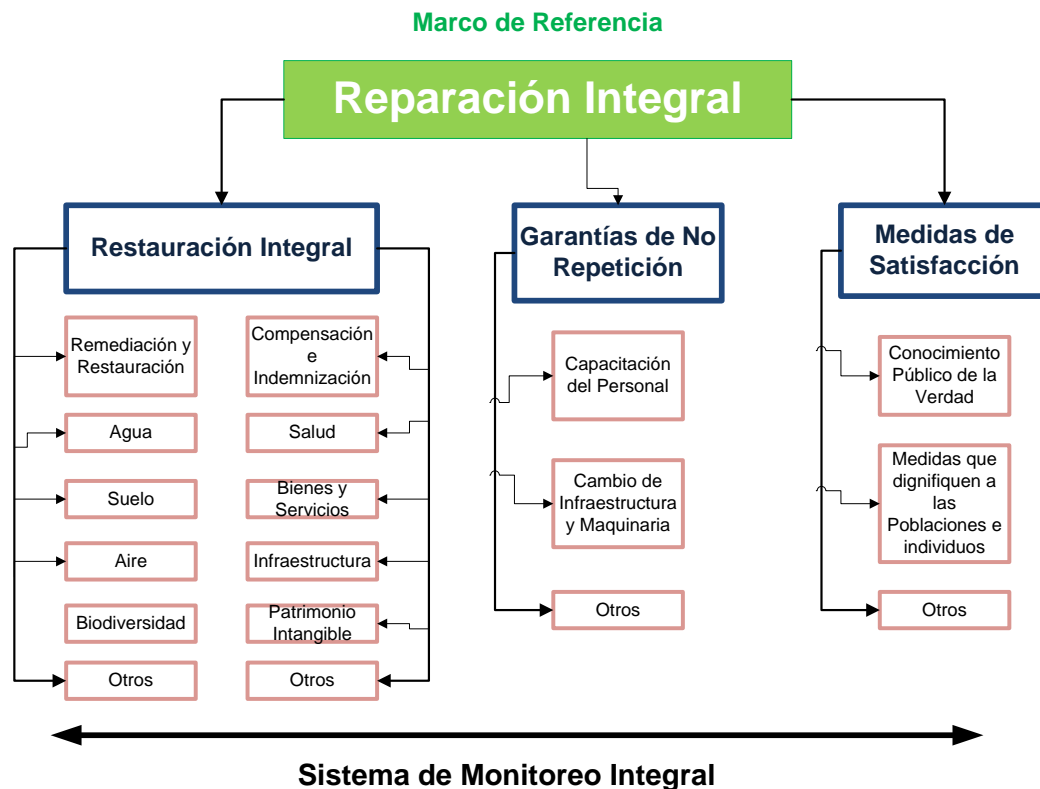 Marco de Referencia
Reparación Integral
Restauración Integral
Remediación y
Restauración
Agua
Suelo
Aire
Biodiversidad
Otros
Compensación
e
Indemnización
Salud
Bienes y
Servicios
Infraestructura
Patrimonio
Intangible
Otros
Garantías de No
Repetición
Capacitación
del Personal
Cambio de
Infraestructura
y Maquinaria
Otros
Medidas de
Satisfacción
Conocimiento
Público de la
Verdad
Medidas que
dignifiquen a
las
Poblaciones e
individuos
Otros
Sistema de Monitoreo Integral